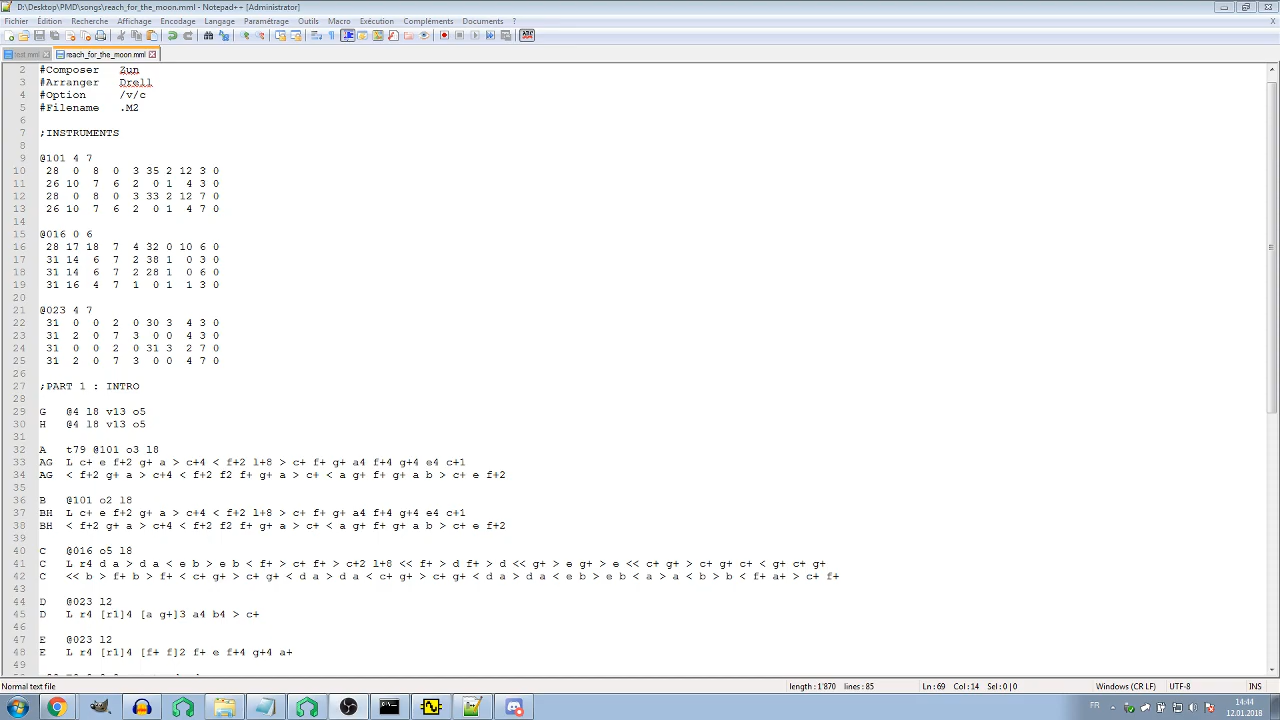 D:\Desktop\PMD\songs\reach_for_the_moon.mml - Notepad++ [Administrator]
Fichier Édition Recherche Affichage Encodage Langage Paramétrage Outils Macro Exécution Compléments Documents ? X
test.mml reach_for_the_moon.mml
2 #Composer Zun
3 #Arranger Drell
4 #Option /v/c
5 #Filename .M2
6
7 ;INSTRUMENTS
8
9 @101 4 7
10 28 0 8 0 3 35 2 12 3 0
11 26 10 7 6 2 0 1 4 3 0
12 28 0 8 0 3 33 2 12 7 0
13 26 10 7 6 2 0 1 4 7 0
14
15 @016 0 6
16 28 17 18 7 4 32 0 10 6 0
17 31 14 6 7 2 38 1 0 3 0
18 31 14 6 7 2 28 1 0 6 0
19 31 16 4 7 1 0 1 1 3 0
20
21 @023 4 7
22 31 0 0 2 0 30 3 4 3 0
23 31 2 0 7 3 0 0 4 3 0
24 31 0 0 2 0 31 3 2 7 0
25 31 2 0 7 3 0 0 4 7 0
26
27 ;PART 1 : INTRO
28
29 G @4 l8 v13 o5
30 H @4 l8 v13 o5
31
32 A t79 @101 o3 l8
33 AG L c+ e f+2 g+ a > c+4 < f+2 l+8 > c+ f+ g+ a4 f+4 g+4 e4 c+1
34 AG < f+2 g+ a > c+4 < f+2 f2 f+ g+ a > c+ < a g+ f+ g+ a b > c+ e f+2
35
36 B @101 o2 l8
37 BH L c+ e f+2 g+ a > c+4 < f+2 l+8 > c+ f+ g+ a4 f+4 g+4 e4 c+1
38 BH < f+2 g+ a > c+4 < f+2 f2 f+ g+ a > c+ < a g+ f+ g+ a b > c+ e f+2
39
40 C @016 o5 l8
41 C L r4 d a > d a < e b > e b < f+ > c+ f+ > c+2 l+8 << f+ > d f+ > d << g+ > e g+ > e << c+ g+ > c+ g+ c+ < g+ c+ g+
42 C << b > f+ b > f+ < c+ g+ > c+ g+ < d a > d a < c+ g+ > c+ g+ < d a > d a < e b > e b < a > a < b > b < f+ a+ > c+ f+
43
44 D @023 l2
45 D L r4 [r1]4 [a g+]3 a4 b4 > c+
46
47 E @023 l2
48 E L r4 [r1]4 [f+ f]2 f+ e f+4 g+4 a+
49
Normal text file length : 1'870 lines : 85 Ln : 69 Col : 14 Sel : 0 | 0 Windows (CR LF) UTF-8 INS
FR 14:44
12.01.2018